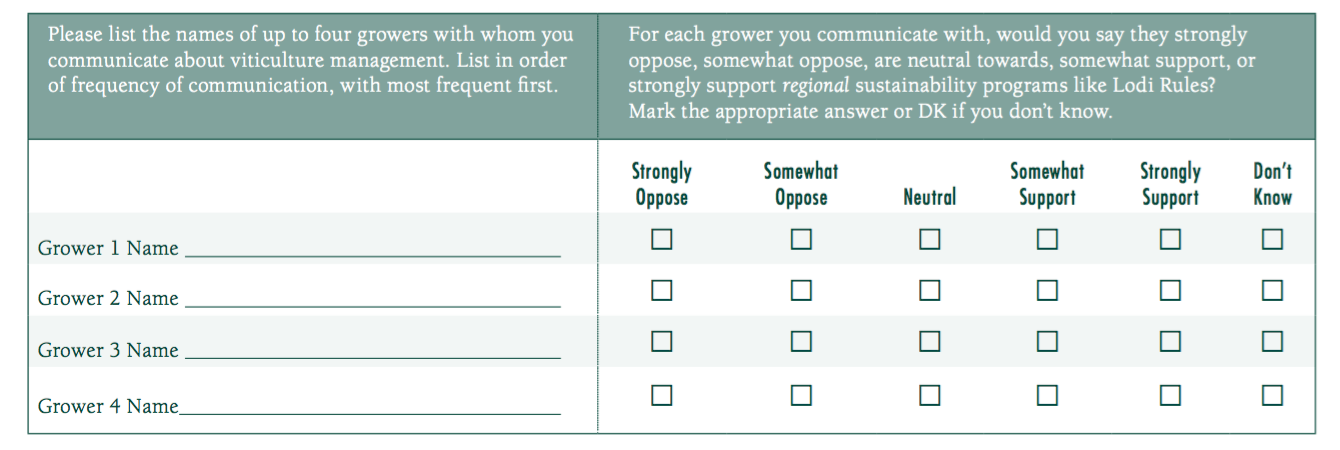 Please list the names of up to four growers with whom you
communicate about viticulture management. List in order
of frequency of communication, with most frequent first.
For each grower you communicate with, would you say they strongly
oppose, somewhat oppose, are neutral towards, somewhat support, or
strongly support regional sustainability programs like Lodi Rules?
Mark the appropriate answer or DK if you don't know.
Strongly Oppose
Somewhat Oppose
Neutral
Somewhat Support
Strongly Support
Don't Know
Grower 1 Name
Grower 2 Name
Grower 3 Name
Grower 4 Name